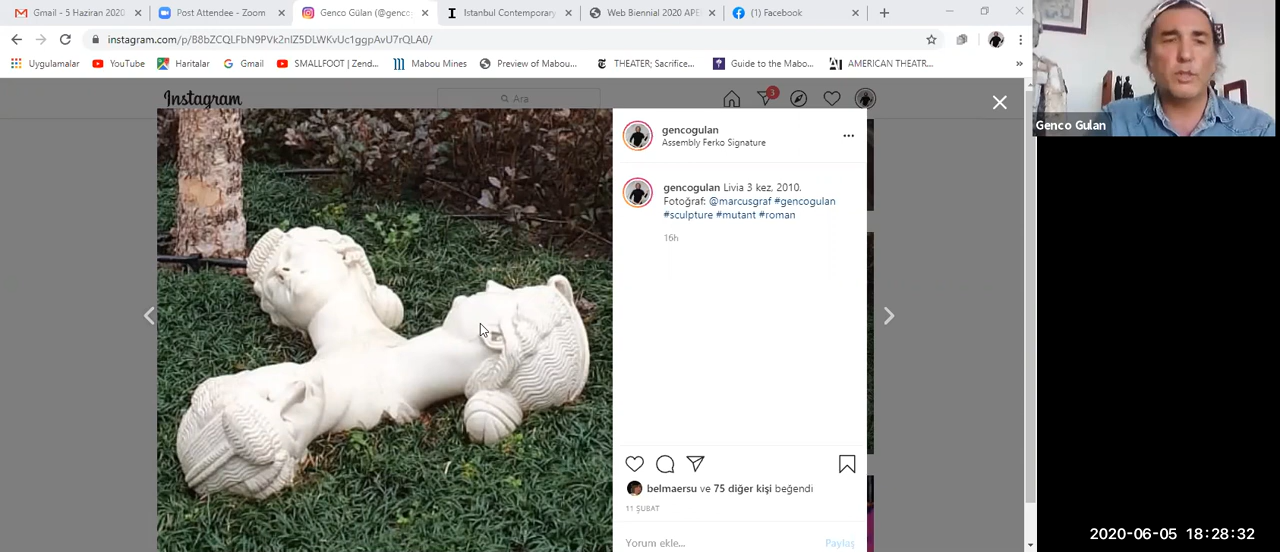 Gmail - 5 Haziran 2020
Post Attendee - Zoom
Genco Gülan (@genco
Istanbul Contemporary
Web Biennial 2020 APE
(1) Facebook
instagram.com/p/B8bZCQLFbN9PVk2nIZ5DLWKvUc1ggpAvU7rQLA0/
Uygulamalar
YouTube
Haritalar
Gmail
SMALLFOOT | Zend...
Mabou Mines
Preview of Mabou...
THEATER; Sacrifice...
Guide to the Mabo...
AMERICAN THEATR...
Instagram
Ara
3
gencogulan
Assembly Ferko Signature
gencogulan Livia 3 kez, 2010.
Fotoğraf: @marcusgraf #gencogulan
#sculpture #mutant #roman
16h
belmaersu ve 75 diğer kişi beğendi
11 ŞUBAT
Yorum ekle...
Paylaş
Genco Gulan
2020-06-05 18:28:32